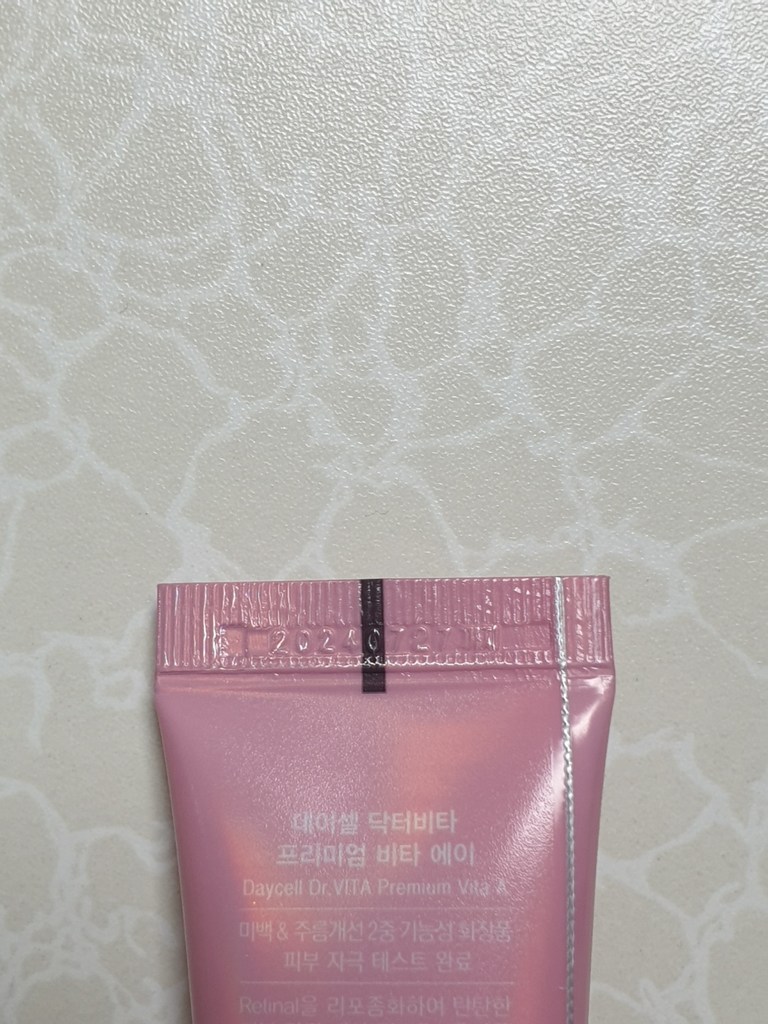 20240727
데이셀 닥터비타
프리미엄 비타 에이
Daycell Dr.VITA Premium Vita A
미백 & 주름개선 2중 기능성 화장품
피부 자극 테스트 완료
Retinal을 리포좀화하여 탄탄한